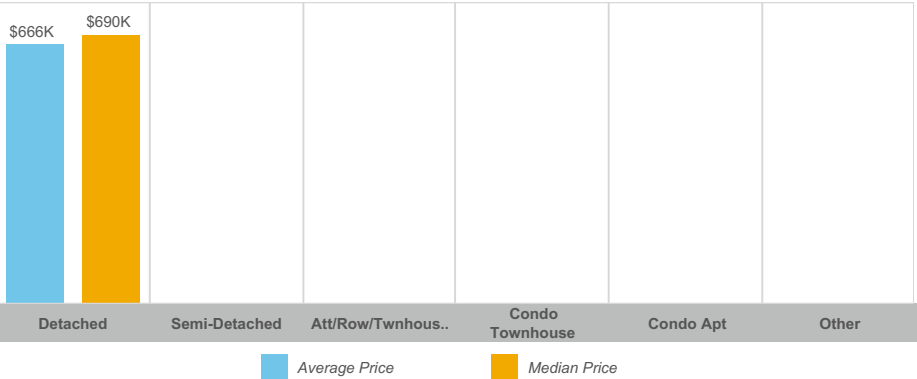 $666K
$690K
Detached
Semi-Detached
Att/Row/Twnhous..
Condo
Townhouse
Condo Apt
Other
Average Price
Median Price